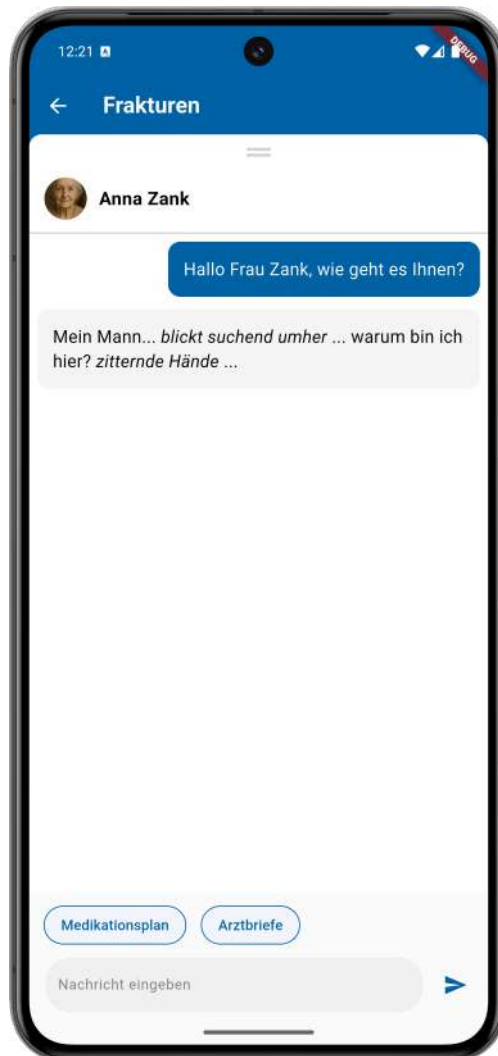 12:21
DEBUG
Frakturen
Anna Zank
Hallo Frau Zank, wie geht es Ihnen?
Mein Mann... blickt suchend umher ... warum bin ich
hier? zitternde Hände ...
Medikationsplan Arztbriefe
Nachricht eingeben